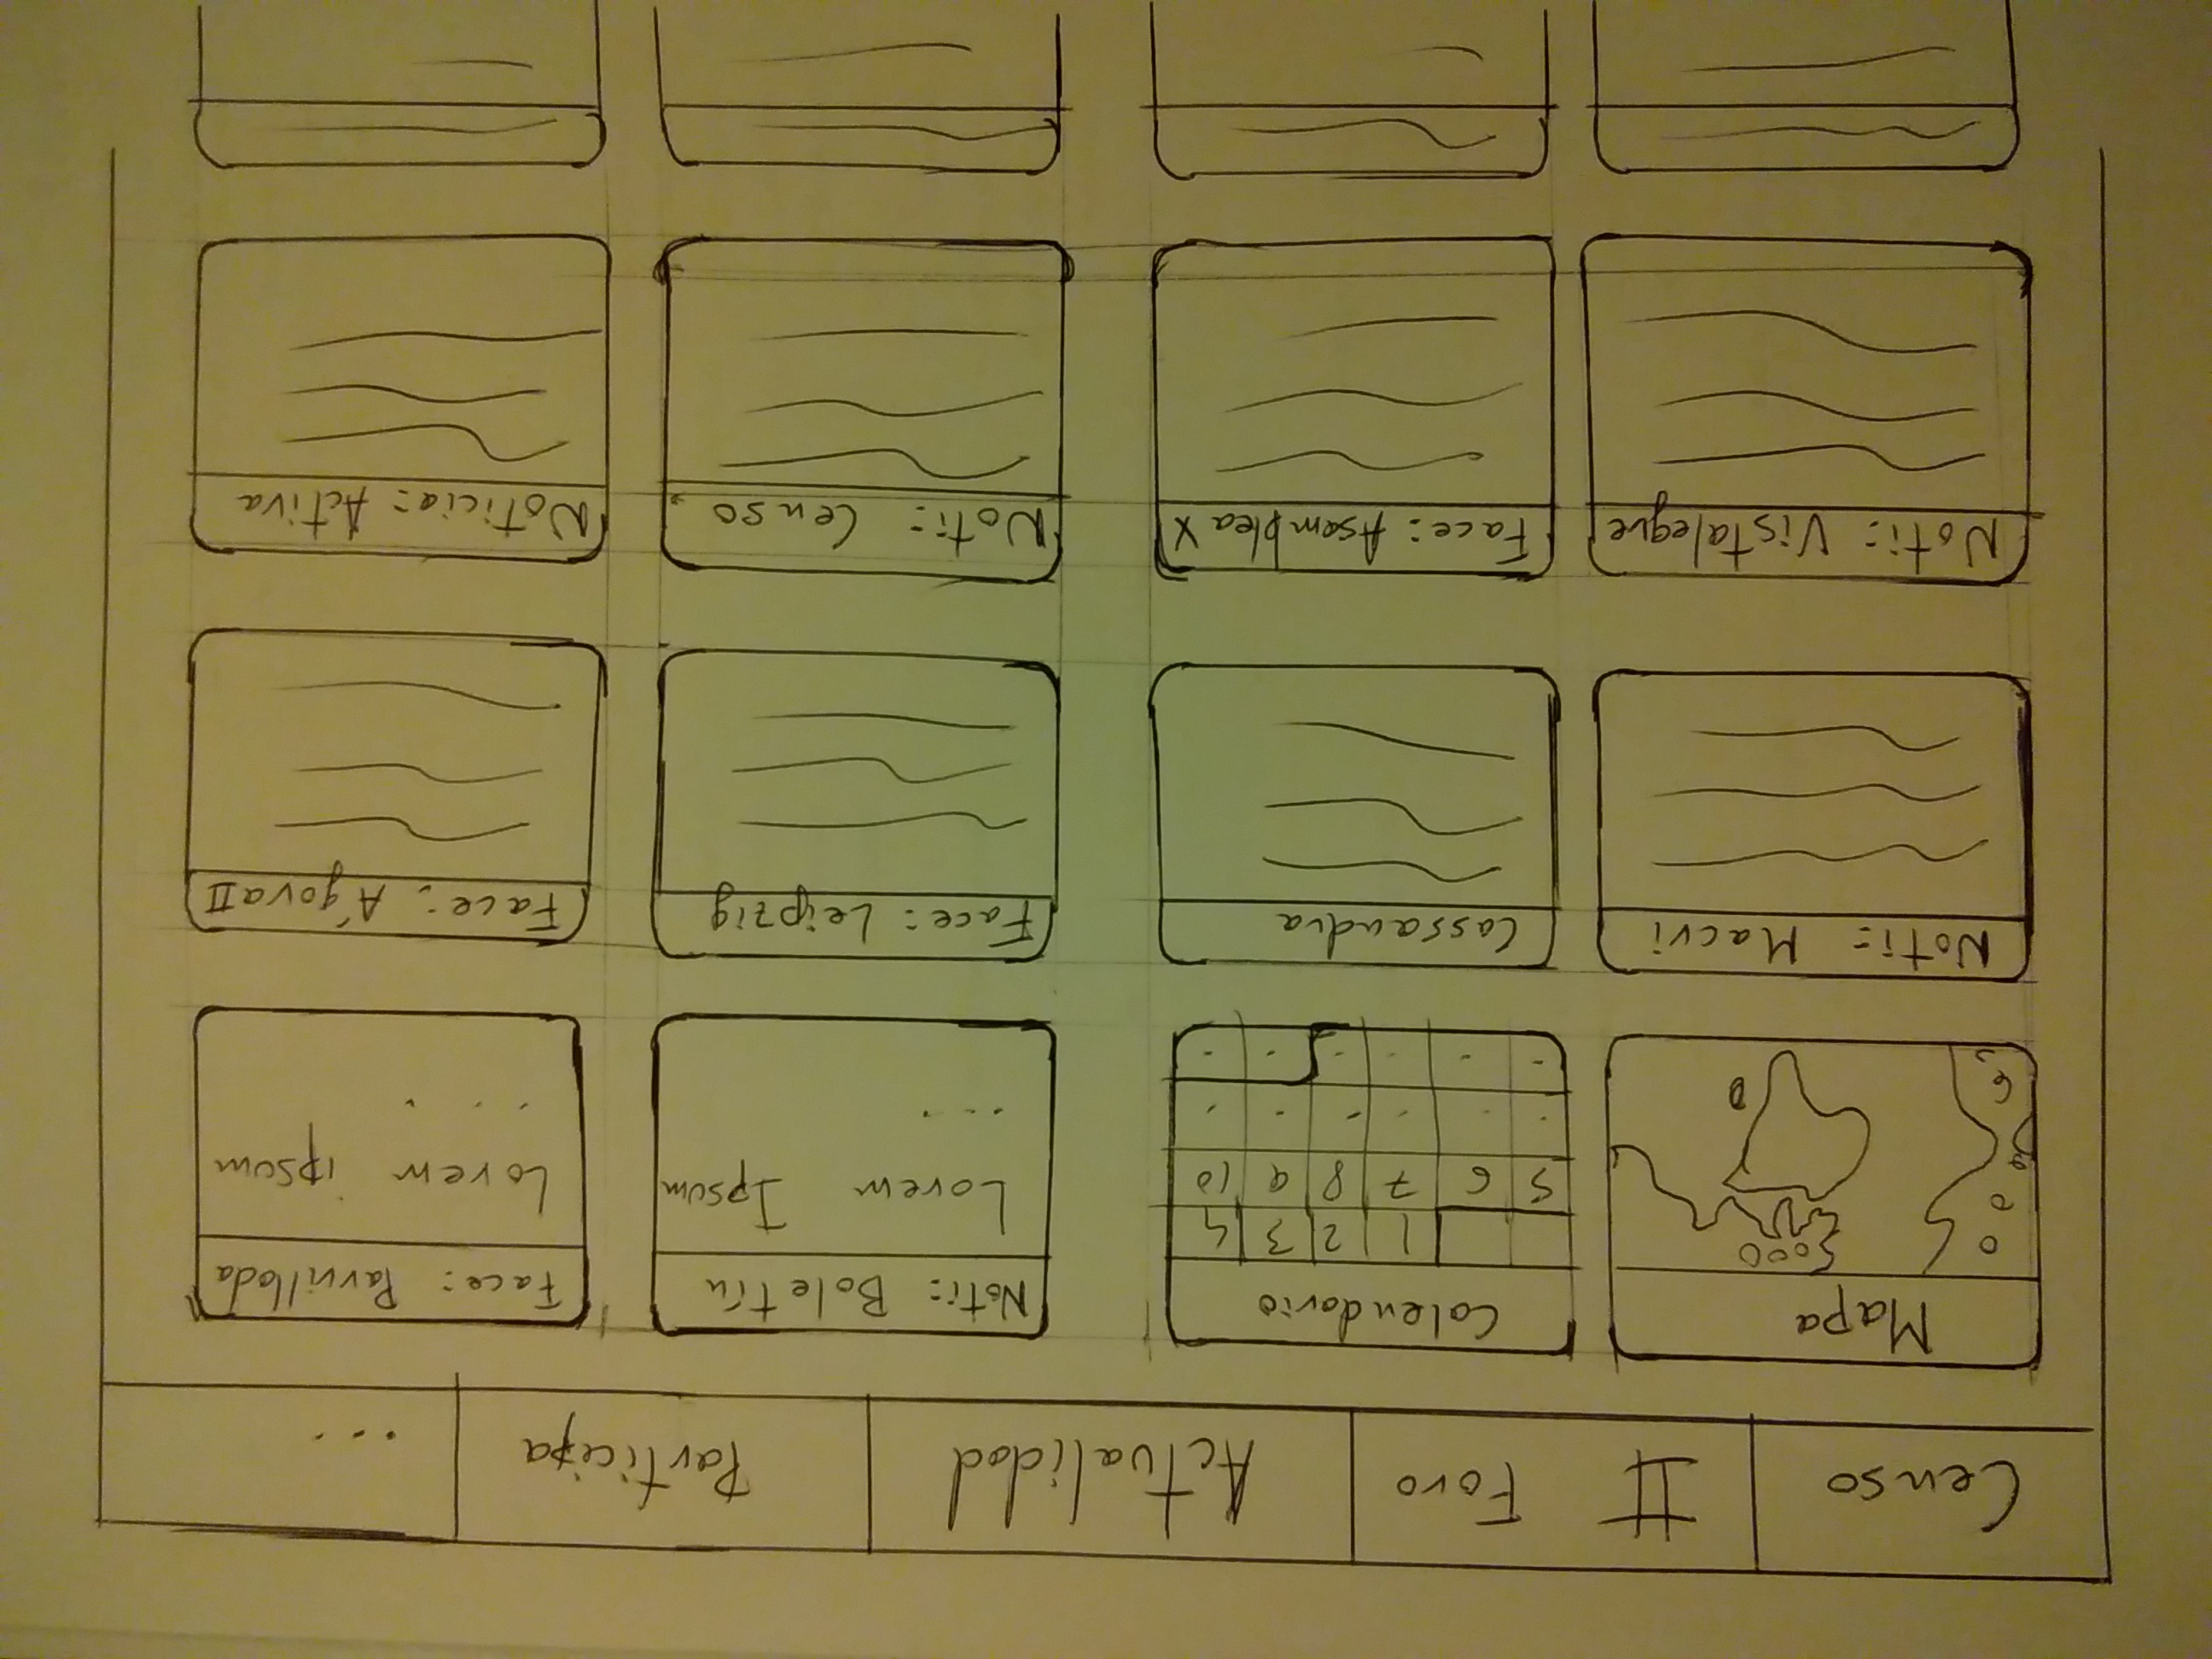 Censo
II Foro
Actualidad
Participa
...
Mapa
Calendario
1 2 3 4
5 6 7 8 9 10
- - - - - -
- - - - - -
Noti: Boletín
Lorem Ipsum
...
Face: Parrillada
Lorem ipsum
...
Noti: Macri
Cassandra
Face: Leipzig
Face: Ágora II
Noti: Vistalegre
Face: Asamblea X
Noti: Censo
Noticia: Activa